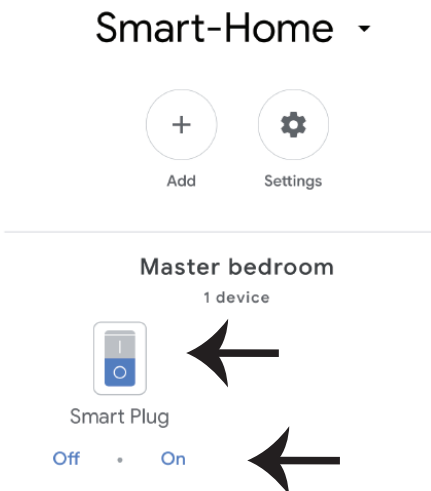 Smart-Home
Add Settings
Master bedroom
1 device
Smart Plug
Off • On